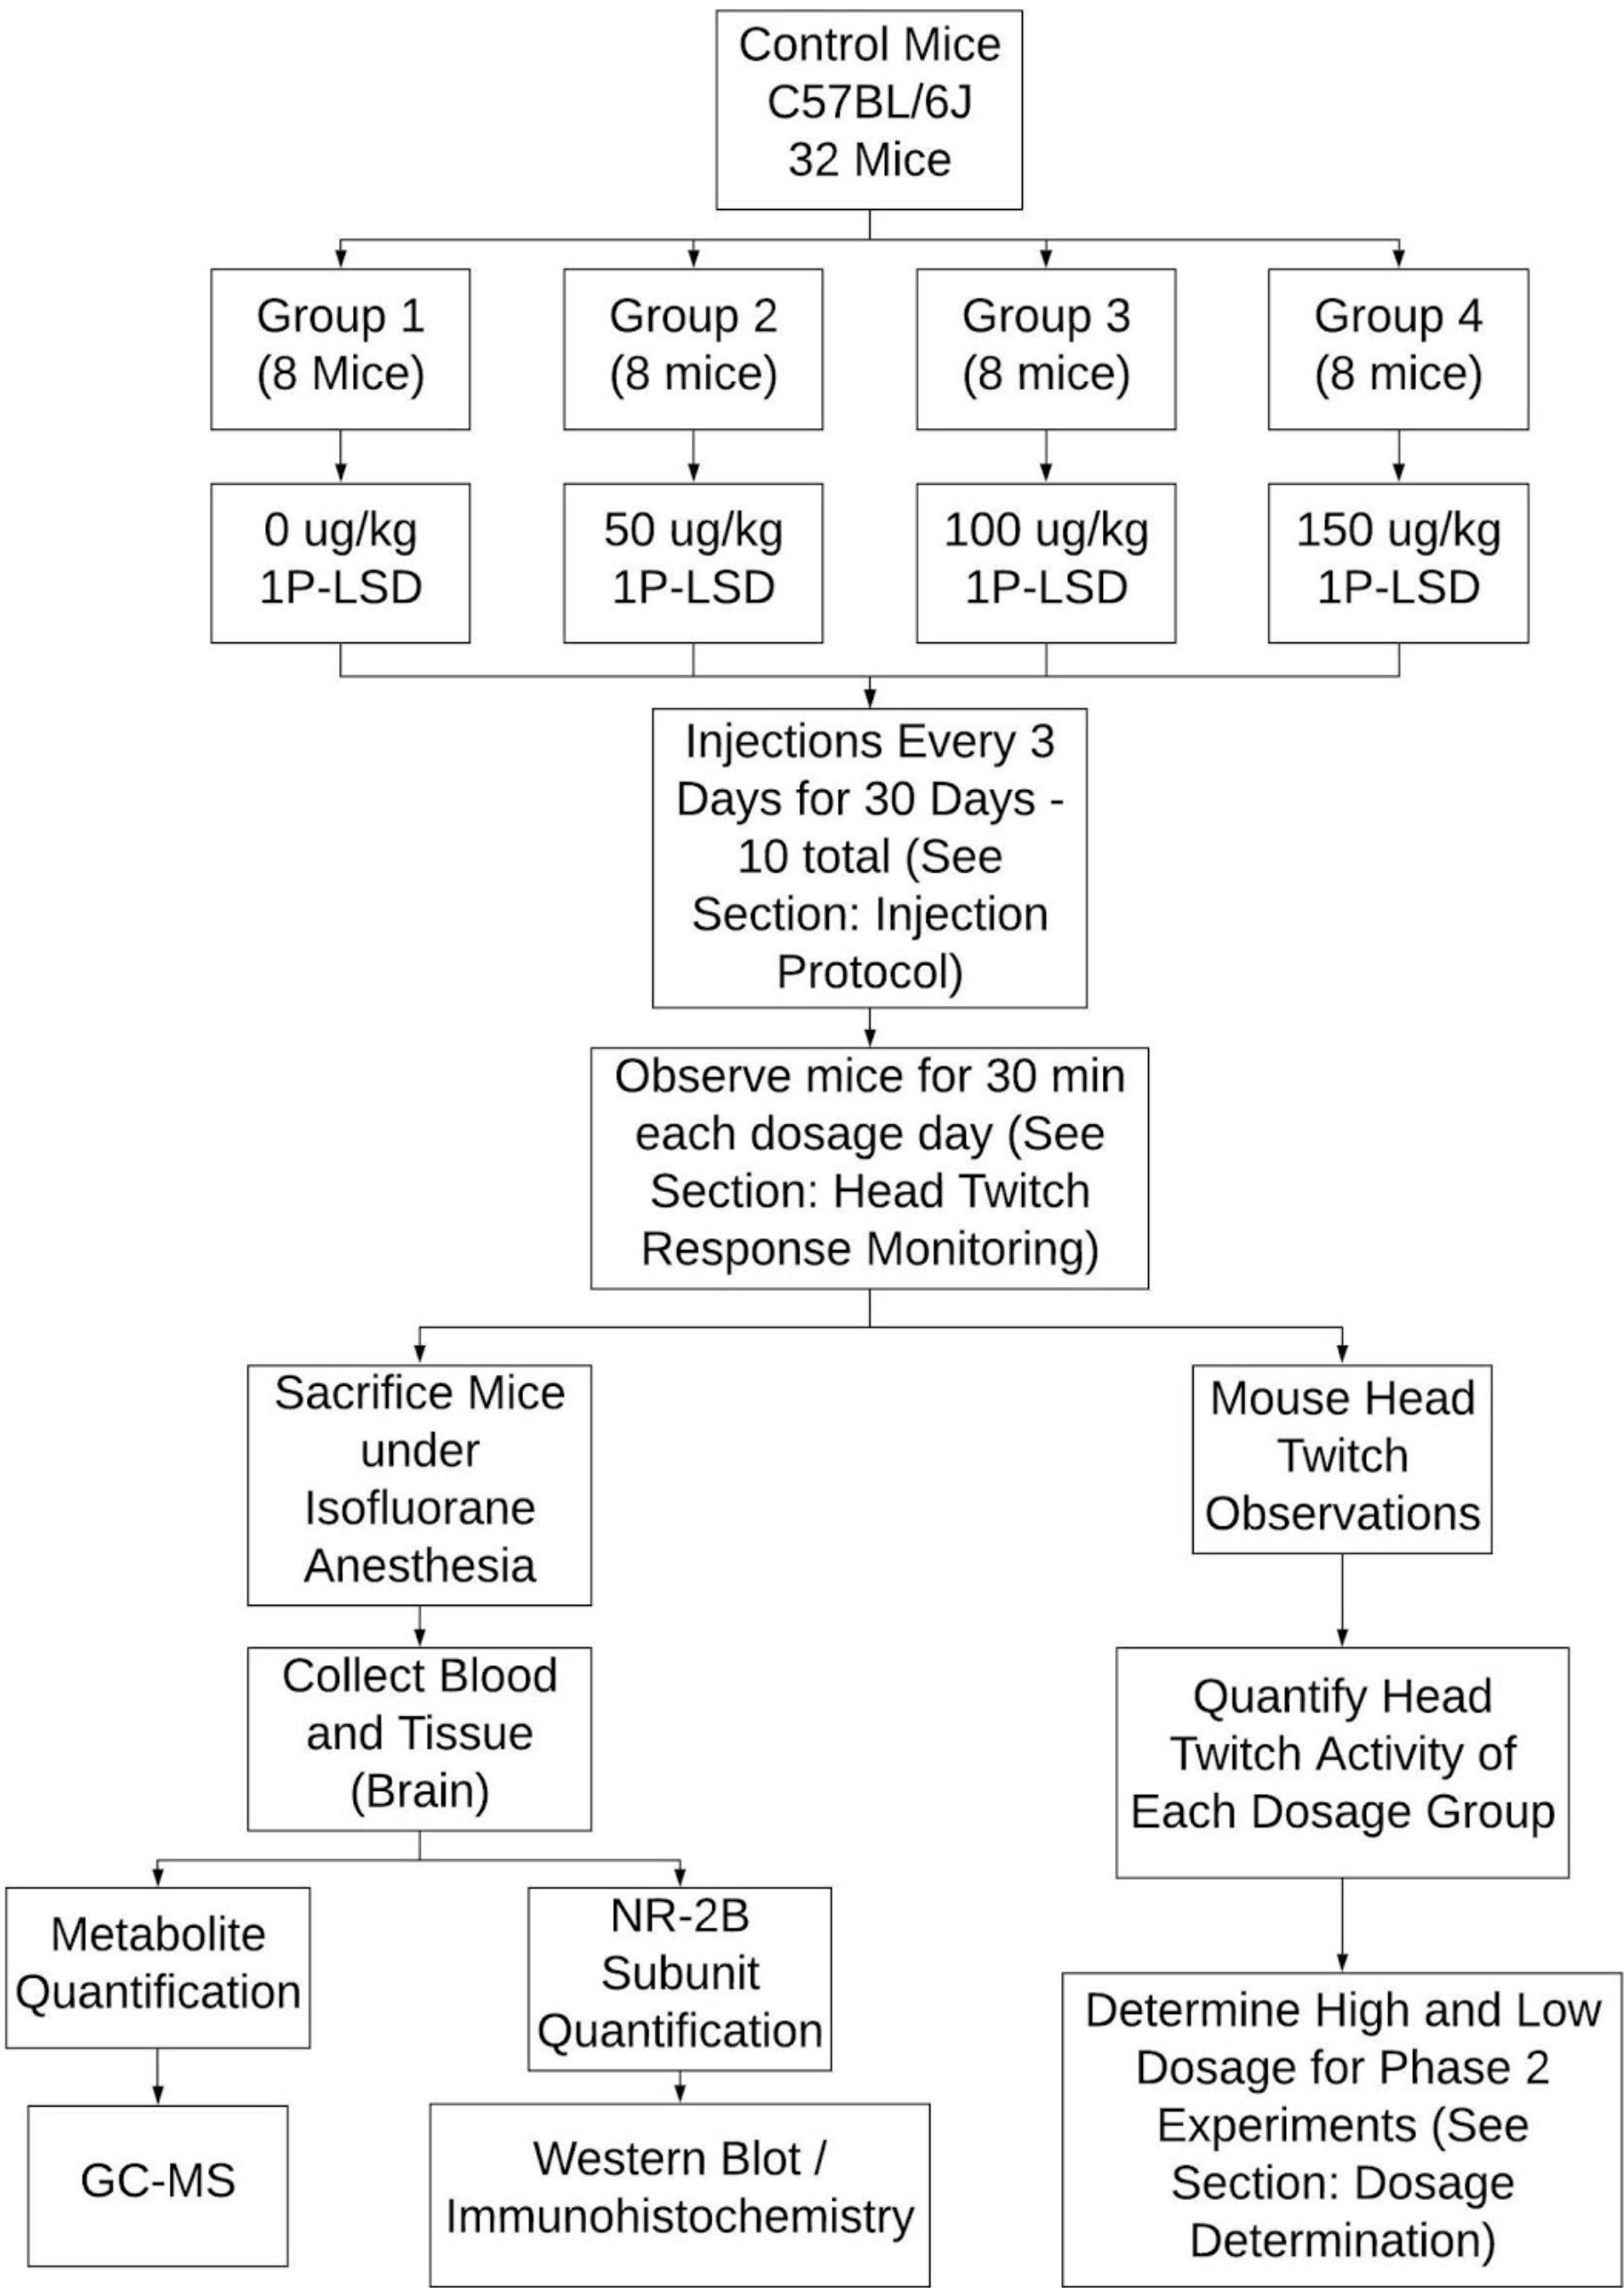 Control Mice
C57BL/6J
32 Mice
Group 1
(8 Mice)
Group 2
(8 mice)
Group 3
(8 mice)
Group 4
(8 mice)
0 ug/kg
1P-LSD
50 ug/kg
1P-LSD
100 ug/kg
1P-LSD
150 ug/kg
1P-LSD
Injections Every 3
Days for 30 Days -
10 total (See
Section: Injection
Protocol)
Observe mice for 30 min
each dosage day (See
Section: Head Twitch
Response Monitoring)
Sacrifice Mice
under
Isofluorane
Anesthesia
Mouse Head
Twitch
Observations
Collect Blood
and Tissue
(Brain)
Quantify Head
Twitch Activity of
Each Dosage Group
Metabolite
Quantification
NR-2B
Subunit
Quantification
Determine High and Low
Dosage for Phase 2
Experiments (See
Section: Dosage
Determination)
GC-MS
Western Blot /
Immunohistochemistry